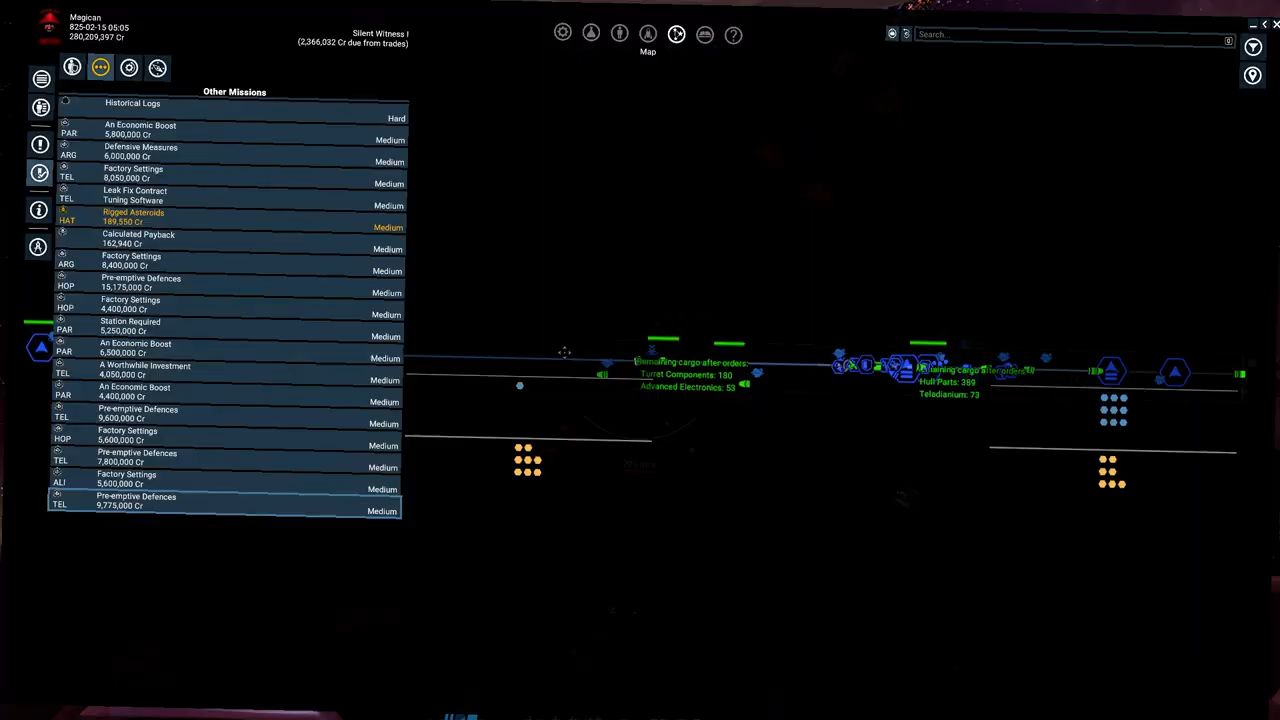 Magican
825-02-15 05:05
280,209,397 Cr
Silent Witness I
(2,366,032 Cr due from trades)
Map
Search...
Other Missions
Historical Logs
Hard
An Economic Boost
PAR 5,800,000 Cr Medium
Defensive Measures
ARG 6,000,000 Cr Medium
Factory Settings
TEL 8,050,000 Cr Medium
Leak Fix Contract
TEL Tuning Software Medium
Rigged Asteroids
HAT 189,550 Cr Medium
Calculated Payback
162,940 Cr Medium
Factory Settings
ARG 8,400,000 Cr Medium
Pre-emptive Defences
HOP 15,175,000 Cr Medium
Factory Settings
HOP 4,400,000 Cr Medium
Station Required
PAR 5,250,000 Cr Medium
An Economic Boost
PAR 6,500,000 Cr Medium
A Worthwhile Investment
TEL 4,050,000 Cr Medium
An Economic Boost
PAR 4,400,000 Cr Medium
Pre-emptive Defences
TEL 9,600,000 Cr Medium
Factory Settings
HOP 5,600,000 Cr Medium
Pre-emptive Defences
TEL 7,800,000 Cr Medium
Factory Settings
ALI 5,600,000 Cr Medium
Pre-emptive Defences
TEL 9,775,000 Cr Medium
Remaining cargo after orders:
Turret Components: 180
Advanced Electronics: 53
Remaining cargo after orders:
Hull Parts: 389
Teladianium: 73